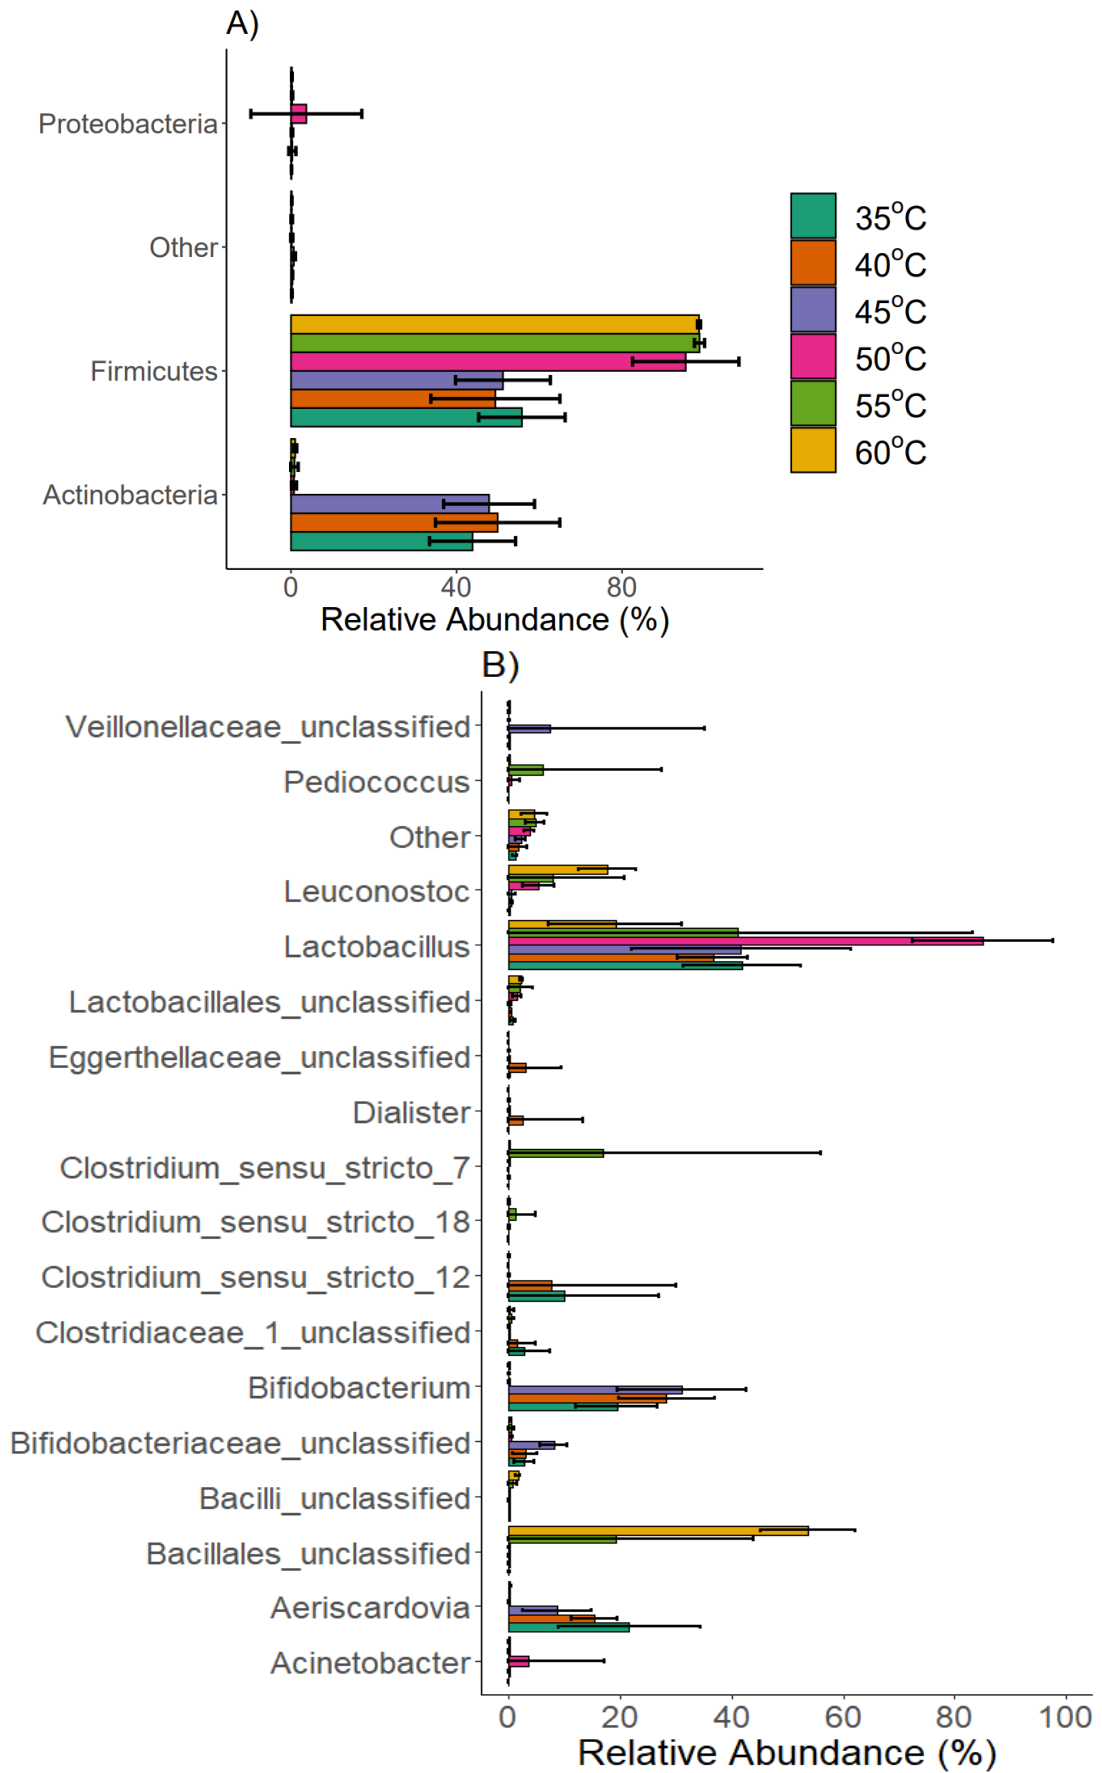 A)
Proteobacteria
Other
Firmicutes
Actinobacteria
0 40 80
Relative Abundance (%)
35°C
40°C
45°C
50°C
55°C
60°C
B)
Veillonellaceae_unclassified
Pediococcus
Other
Leuconostoc
Lactobacillus
Lactobacillales_unclassified
Eggerthellaceae_unclassified
Dialister
Clostridium_sensu_stricto_7
Clostridium_sensu_stricto_18
Clostridium_sensu_stricto_12
Clostridiaceae_1_unclassified
Bifidobacterium
Bifidobacteriaceae_unclassified
Bacilli_unclassified
Bacillales_unclassified
Aeriscardovia
Acinetobacter
0 20 40 60 80 100
Relative Abundance (%)